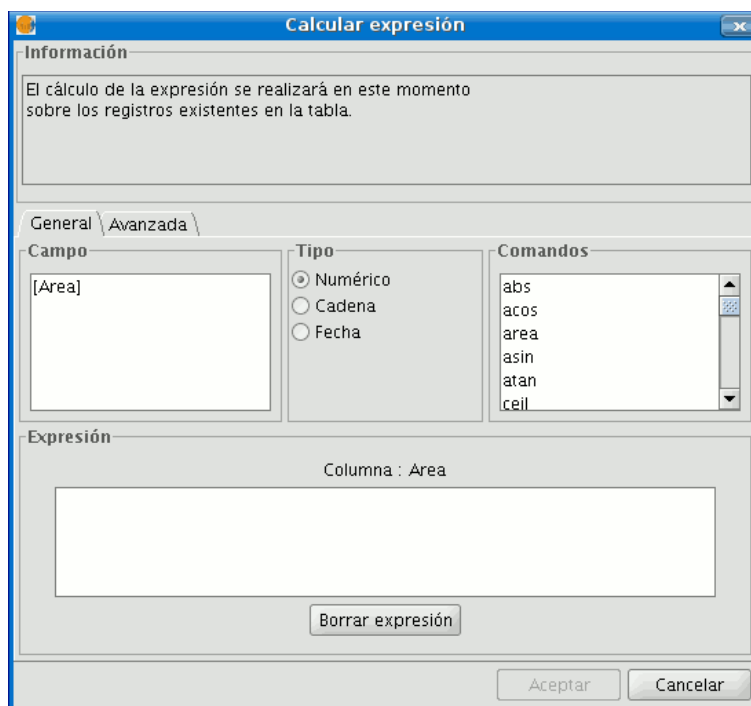 Calcular expresión
Información
El cálculo de la expresión se realizará en este momento
sobre los registros existentes en la tabla.
General
Avanzada
Campo
[Area]
Tipo
Numérico
Cadena
Fecha
Comandos
abs
acos
area
asin
atan
ceil
Expresión
Columna : Area
Borrar expresión
Aceptar
Cancelar